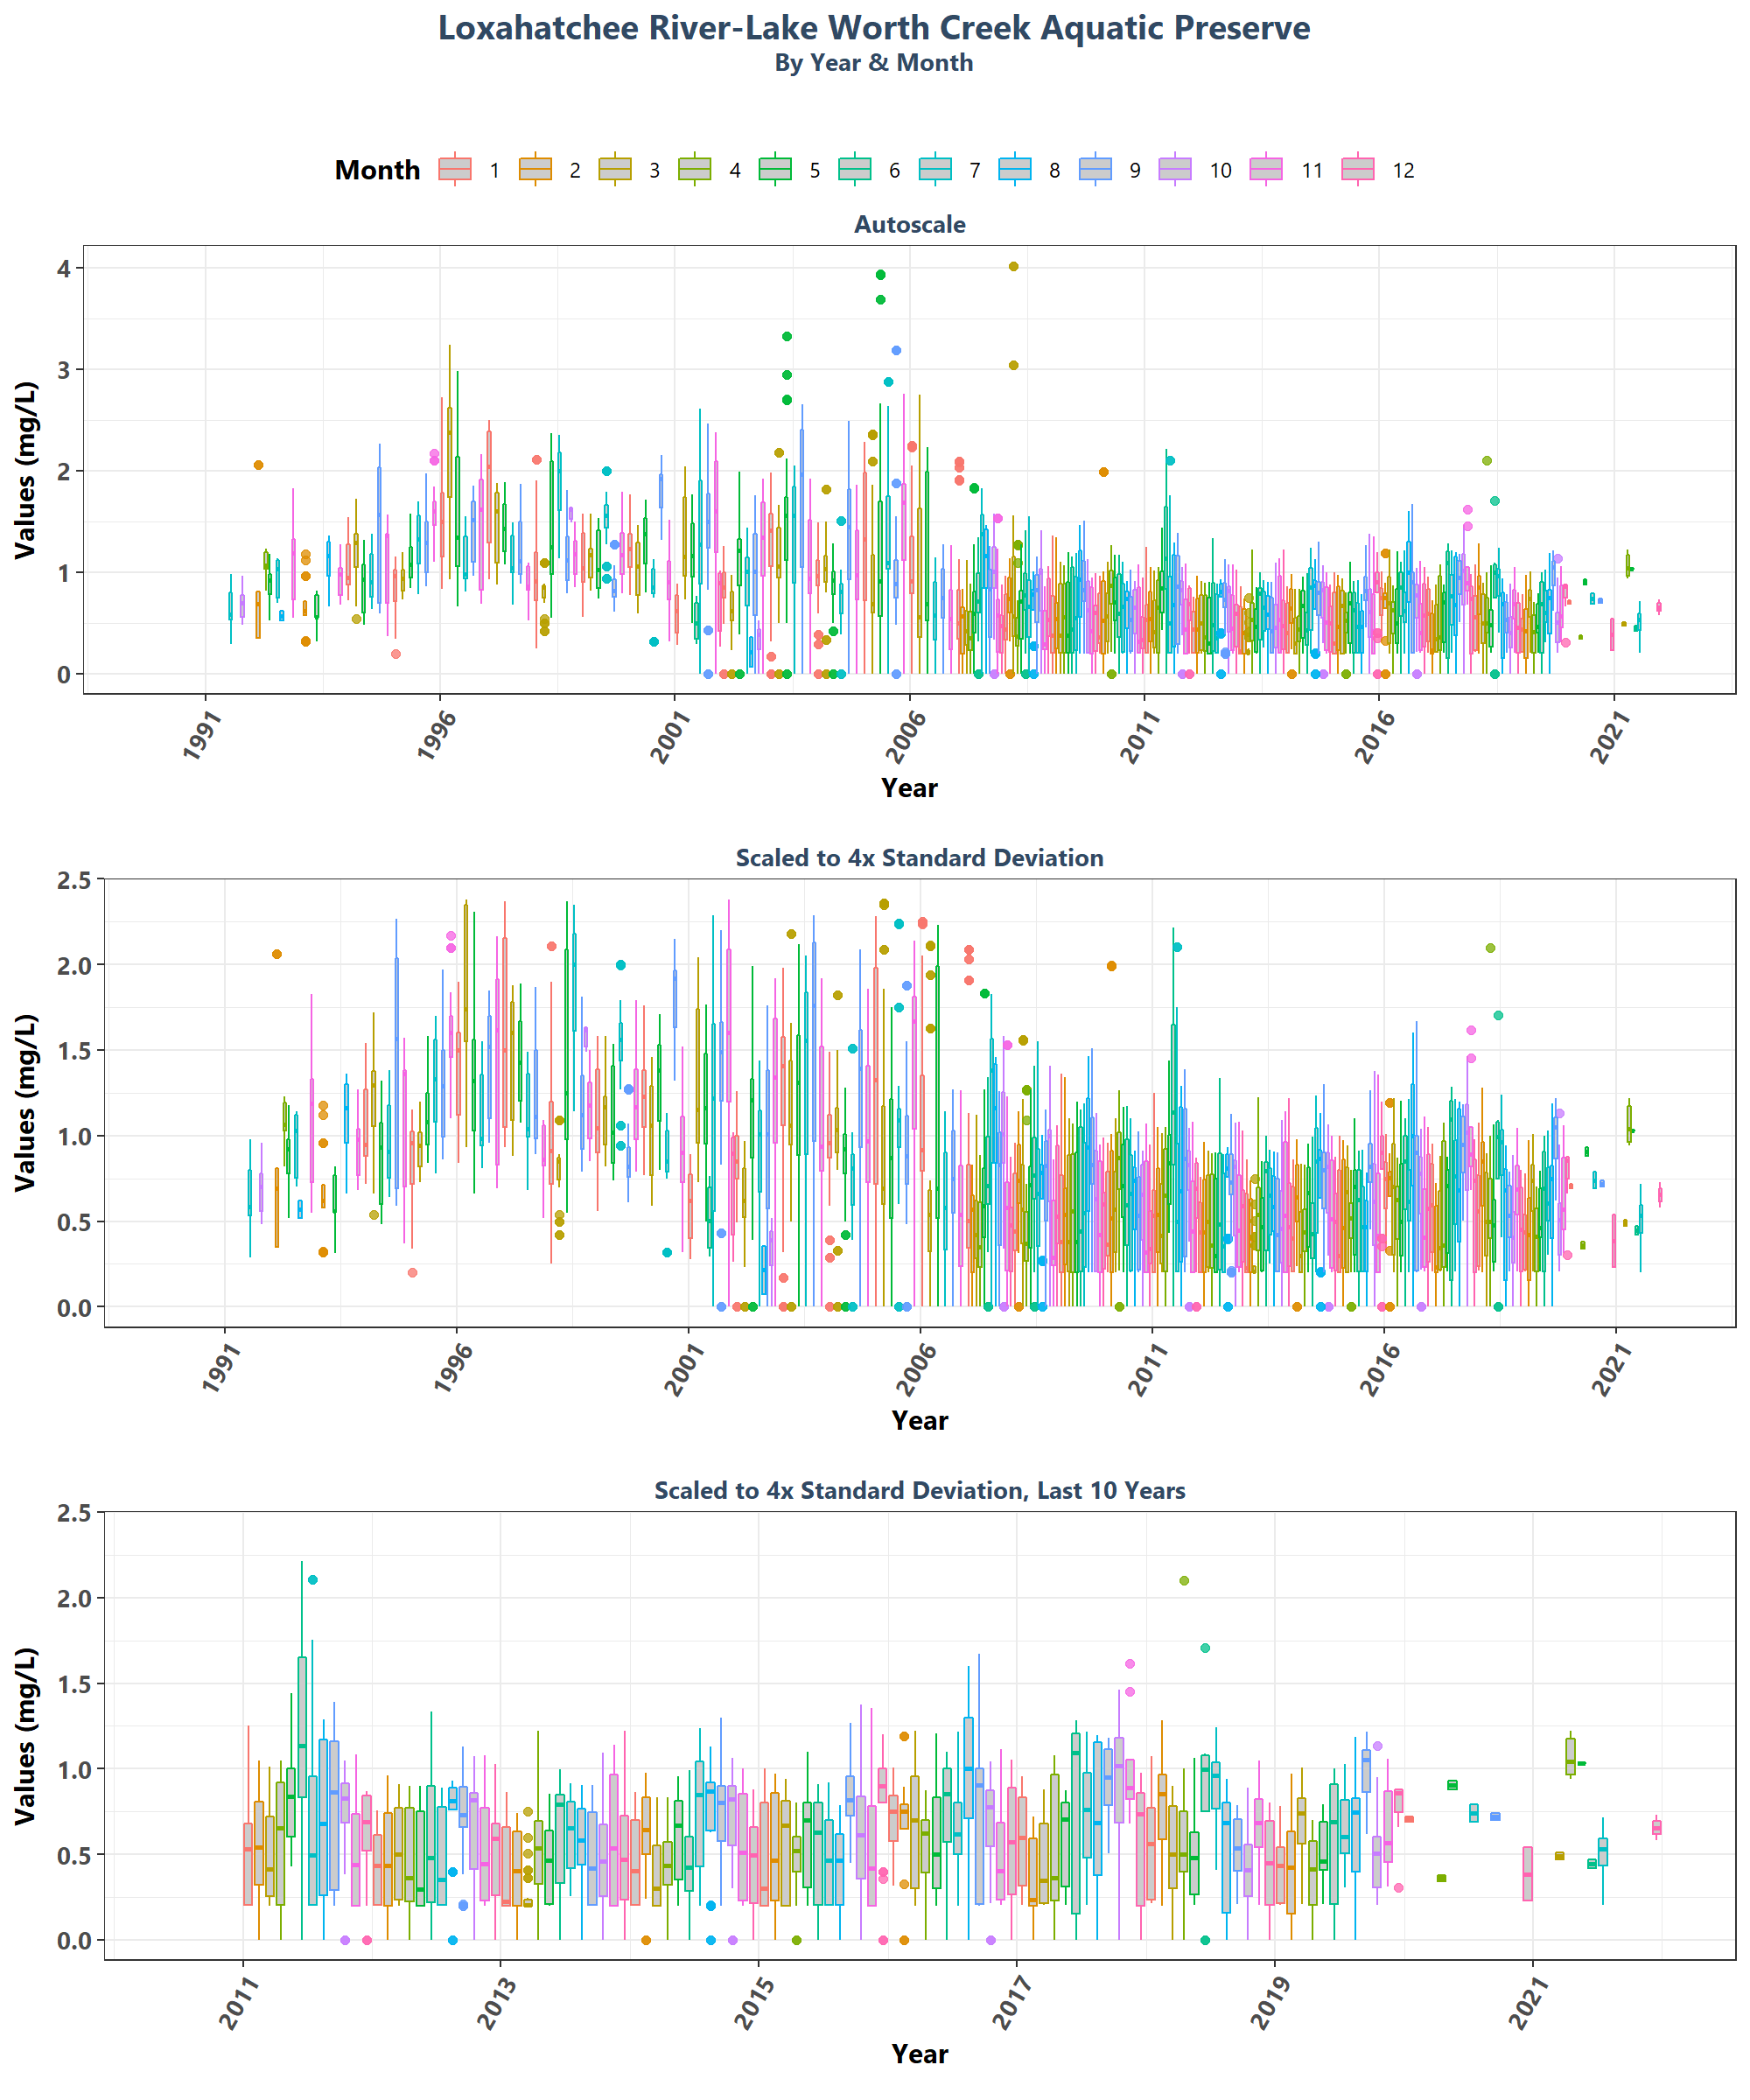 Loxahatchee River-Lake Worth Creek Aquatic Preserve
By Year & Month
Month 1 2 3 4 5 6 7 8 9 10 11 12
Autoscale
Values (mg/L)
4
3
2
1
0
1991 1996 2001 2006 2011 2016 2021
Year
Scaled to 4x Standard Deviation
Values (mg/L)
2.5
2.0
1.5
1.0
0.5
0.0
1991 1996 2001 2006 2011 2016 2021
Year
Scaled to 4x Standard Deviation, Last 10 Years
Values (mg/L)
2.5
2.0
1.5
1.0
0.5
0.0
2011 2013 2015 2017 2019 2021
Year